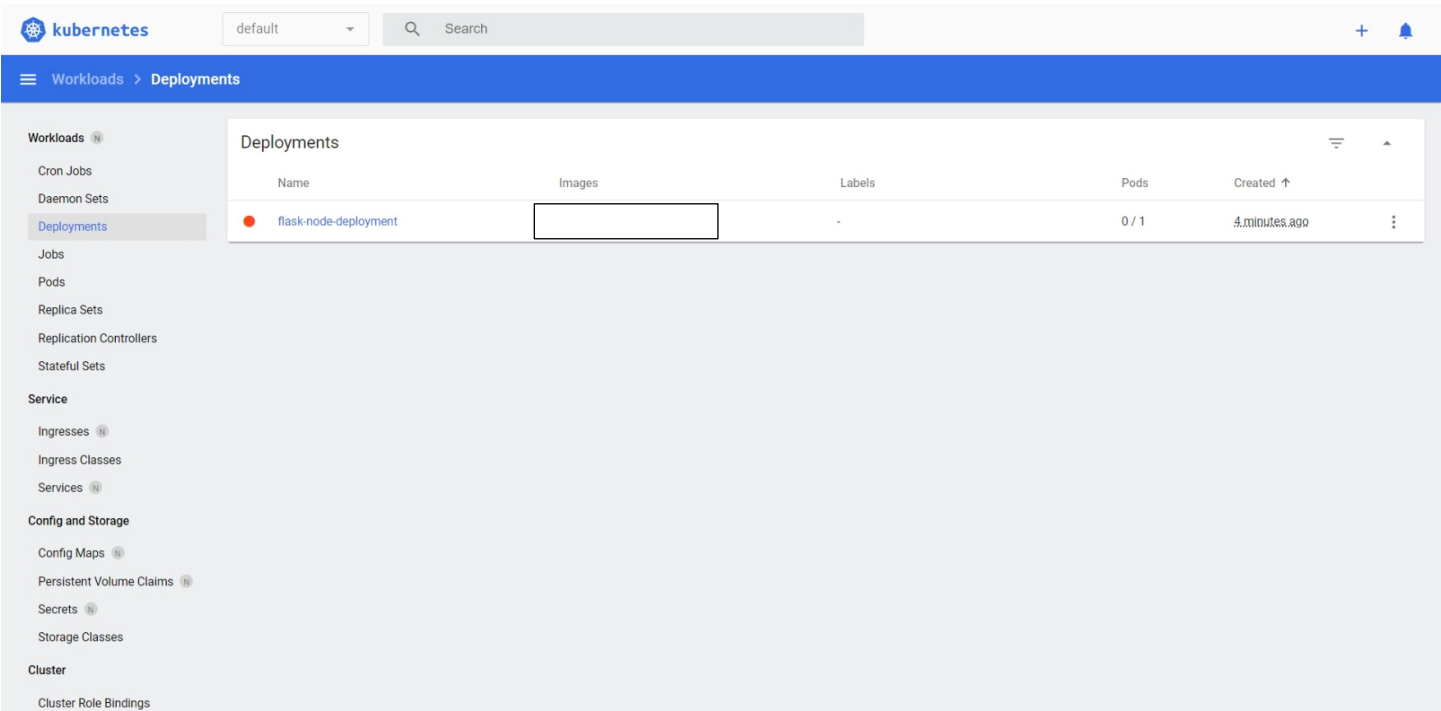 kubernetes default Search +
Workloads > Deployments
Workloads N
Cron Jobs
Daemon Sets
Deployments
Jobs
Pods
Replica Sets
Replication Controllers
Stateful Sets
Service
Ingresses N
Ingress Classes
Services N
Config and Storage
Config Maps N
Persistent Volume Claims N
Secrets N
Storage Classes
Cluster
Cluster Role Bindings
Deployments
Name Images Labels Pods Created ↑
flask-node-deployment - 0 / 1 4 minutes ago